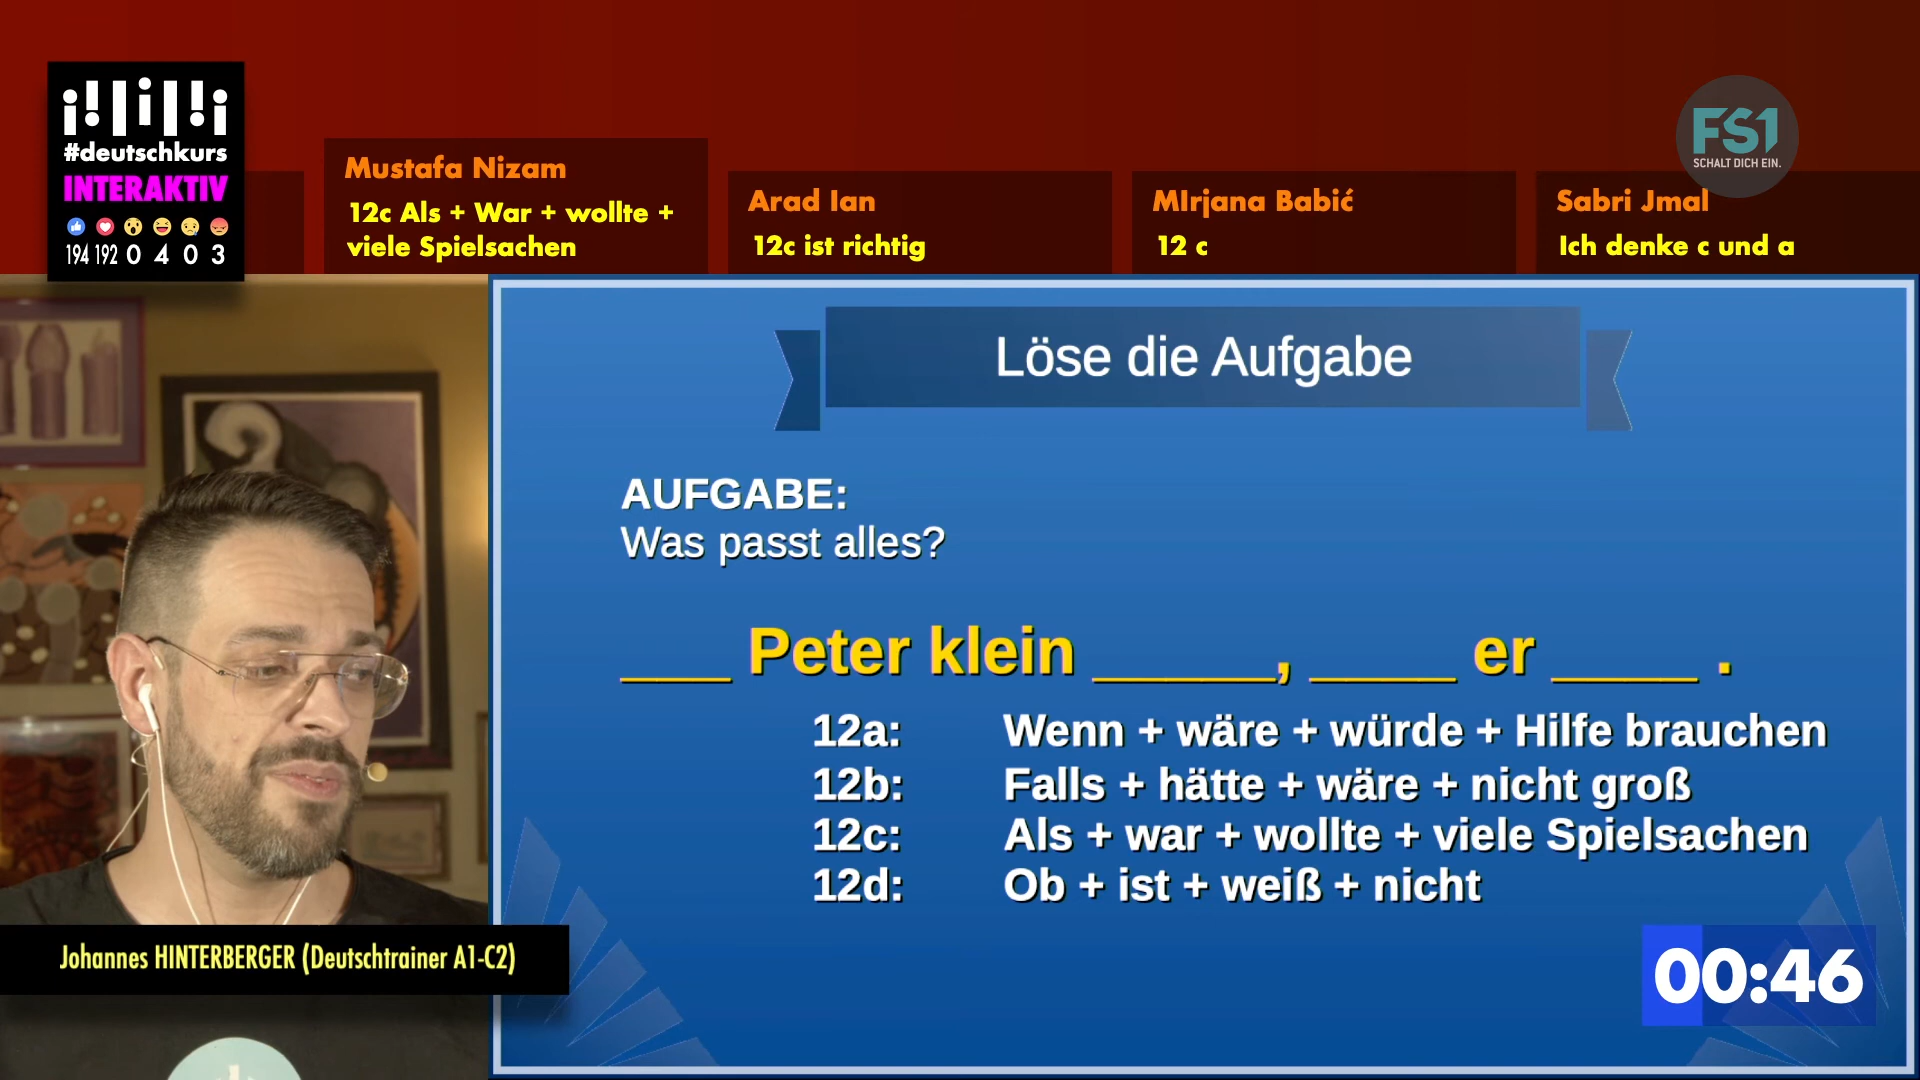 #deutschkurs
INTERAKTIV
194 192 0 4 0 3
Mustafa Nizam
12c Als + War + wollte +
viele Spielsachen
Arad Ian
12c ist richtig
MIrjana Babić
12 c
Sabri Jmal
Ich denke c und a
FS1
SCHALT DICH EIN.
Löse die Aufgabe
AUFGABE:
Was passt alles?
___ Peter klein _____, ____ er ____ .
12a: Wenn + wäre + würde + Hilfe brauchen
12b: Falls + hätte + wäre + nicht groß
12c: Als + war + wollte + viele Spielsachen
12d: Ob + ist + weiß + nicht
Johannes HINTERBERGER (Deutschtrainer A1-C2)
00:46